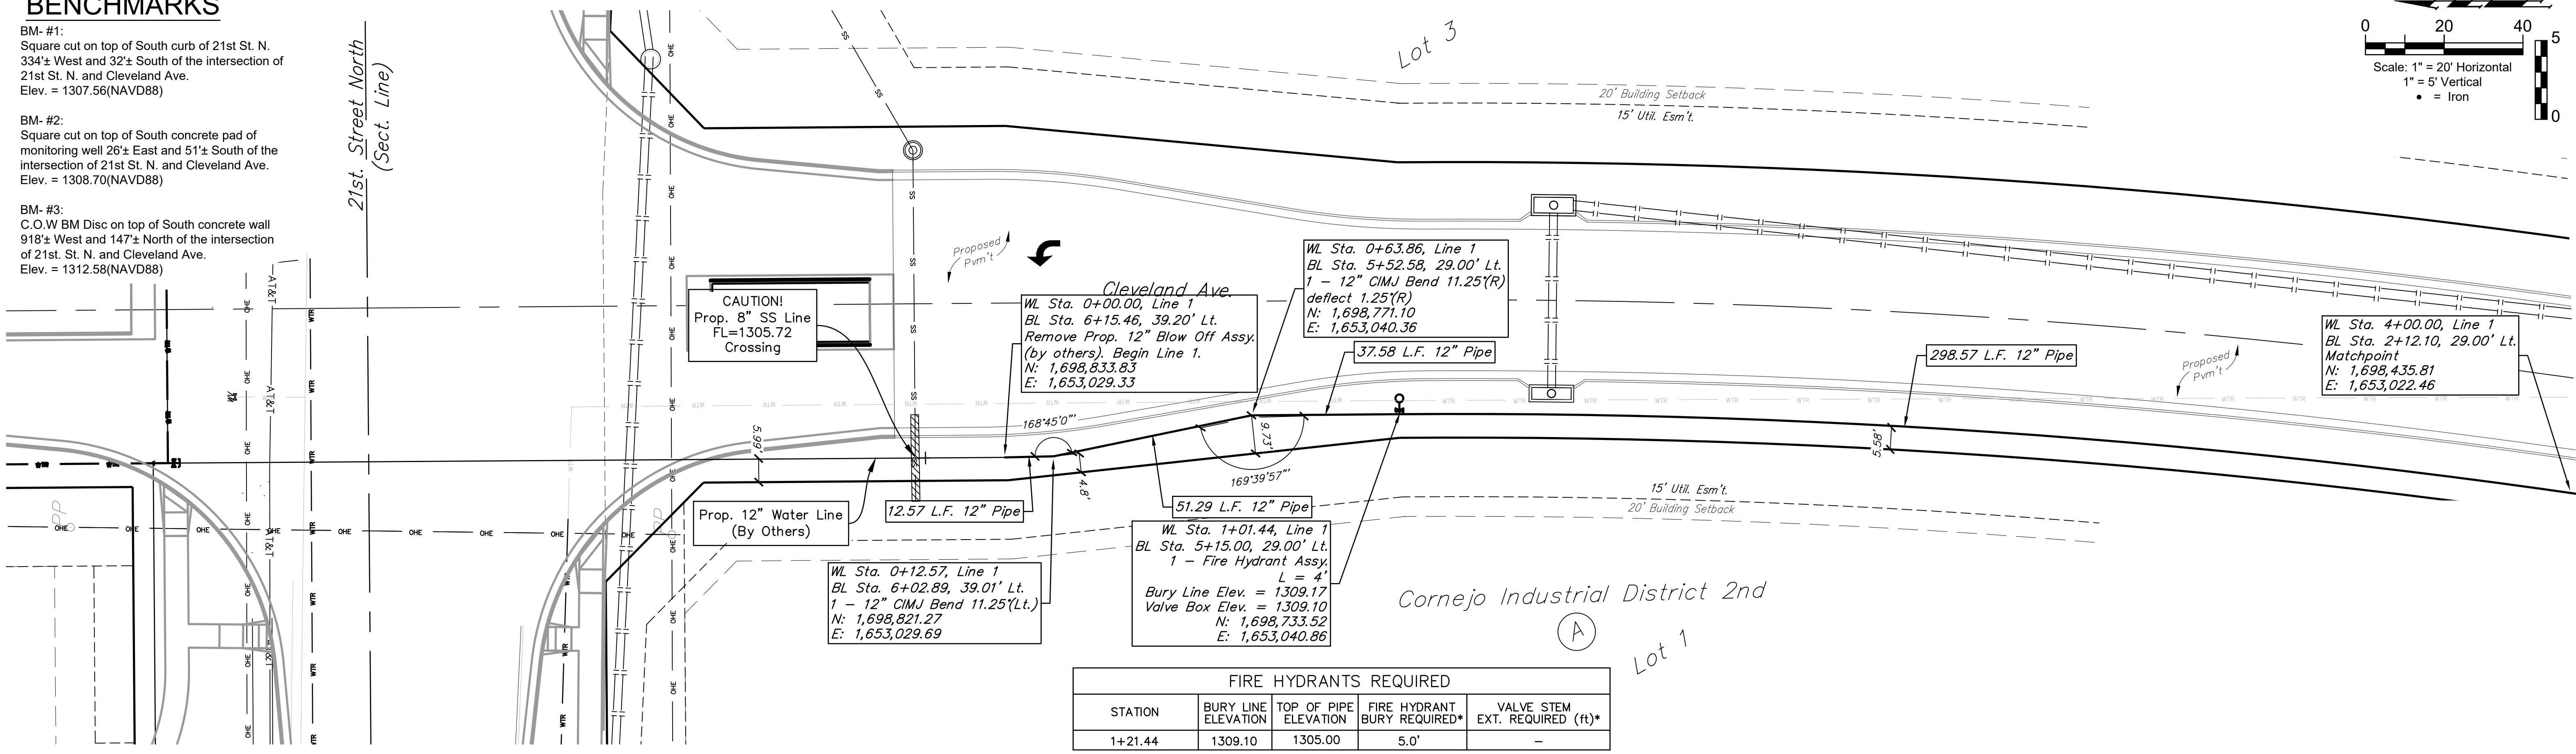 BENCHMARKS
BM- #1:
Square cut on top of South curb of 21st St. N.
334'± West and 32'± South of the intersection of
21st St. N. and Cleveland Ave.
Elev. = 1307.56(NAVD88)
BM- #2:
Square cut on top of South concrete pad of
monitoring well 26'± East and 51'± South of the
intersection of 21st St. N. and Cleveland Ave.
Elev. = 1308.70(NAVD88)
BM- #3:
C.O.W BM Disc on top of South concrete wall
918'± West and 147'± North of the intersection
of 21st. St. N. and Cleveland Ave.
Elev. = 1312.58(NAVD88)
21st. Street North
(Sect. Line)
Lot 3
20' Building Setback
15' Util. Esm't.
0 20 40
5
0
Scale: 1" = 20' Horizontal
1" = 5' Vertical
• = Iron
Proposed
Pvm't
Cleveland Ave.
CAUTION!
Prop. 8" SS Line
FL=1305.72
Crossing
WL Sta. 0+00.00, Line 1
BL Sta. 6+15.46, 39.20' Lt.
Remove Prop. 12" Blow Off Assy.
(by others). Begin Line 1.
N: 1,698,833.83
E: 1,653,029.33
WL Sta. 0+63.86, Line 1
BL Sta. 5+52.58, 29.00' Lt.
1 - 12" CIMJ Bend 11.25°(R)
deflect 1.25°(R)
N: 1,698,771.10
E: 1,653,040.36
37.58 L.F. 12" Pipe
298.57 L.F. 12" Pipe
Proposed
Pvm't
WL Sta. 4+00.00, Line 1
BL Sta. 2+12.10, 29.00' Lt.
Matchpoint
N: 1,698,435.81
E: 1,653,022.46
168°45'0"
5.99'
4.8'
9.73'
169°39'57"
5.58'
Prop. 12" Water Line
(By Others)
12.57 L.F. 12" Pipe
51.29 L.F. 12" Pipe
15' Util. Esm't.
20' Building Setback
WL Sta. 0+12.57, Line 1
BL Sta. 6+02.89, 39.01' Lt.
1 - 12" CIMJ Bend 11.25°(Lt.)
N: 1,698,821.27
E: 1,653,029.69
WL Sta. 1+01.44, Line 1
BL Sta. 5+15.00, 29.00' Lt.
1 - Fire Hydrant Assy.
L = 4'
Bury Line Elev. = 1309.17
Valve Box Elev. = 1309.10
N: 1,698,733.52
E: 1,653,040.86
Cornejo Industrial District 2nd
A
Lot 1
AT&T
OHE
WTR
SS
PP
FIRE HYDRANTS REQUIRED
STATION BURY LINE ELEVATION TOP OF PIPE ELEVATION FIRE HYDRANT BURY REQUIRED* VALVE STEM EXT. REQUIRED (ft)*
1+21.44 1309.10 1305.00 5.0' -